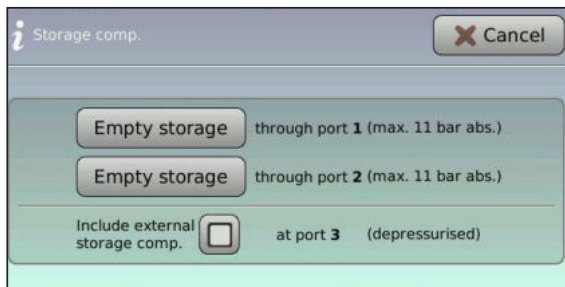 i Storage comp.
Cancel
Empty storage through port 1 (max. 11 bar abs.)
Empty storage through port 2 (max. 11 bar abs.)
Include external
storage comp. at port 3 (depressurised)